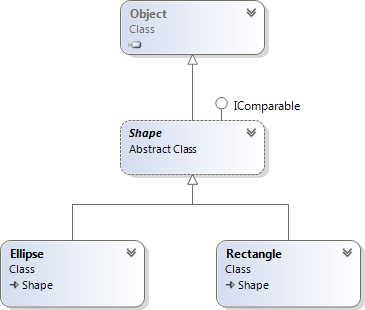 Object
Class
IComparable
Shape
Abstract Class
Ellipse
Class
Shape
Rectangle
Class
Shape